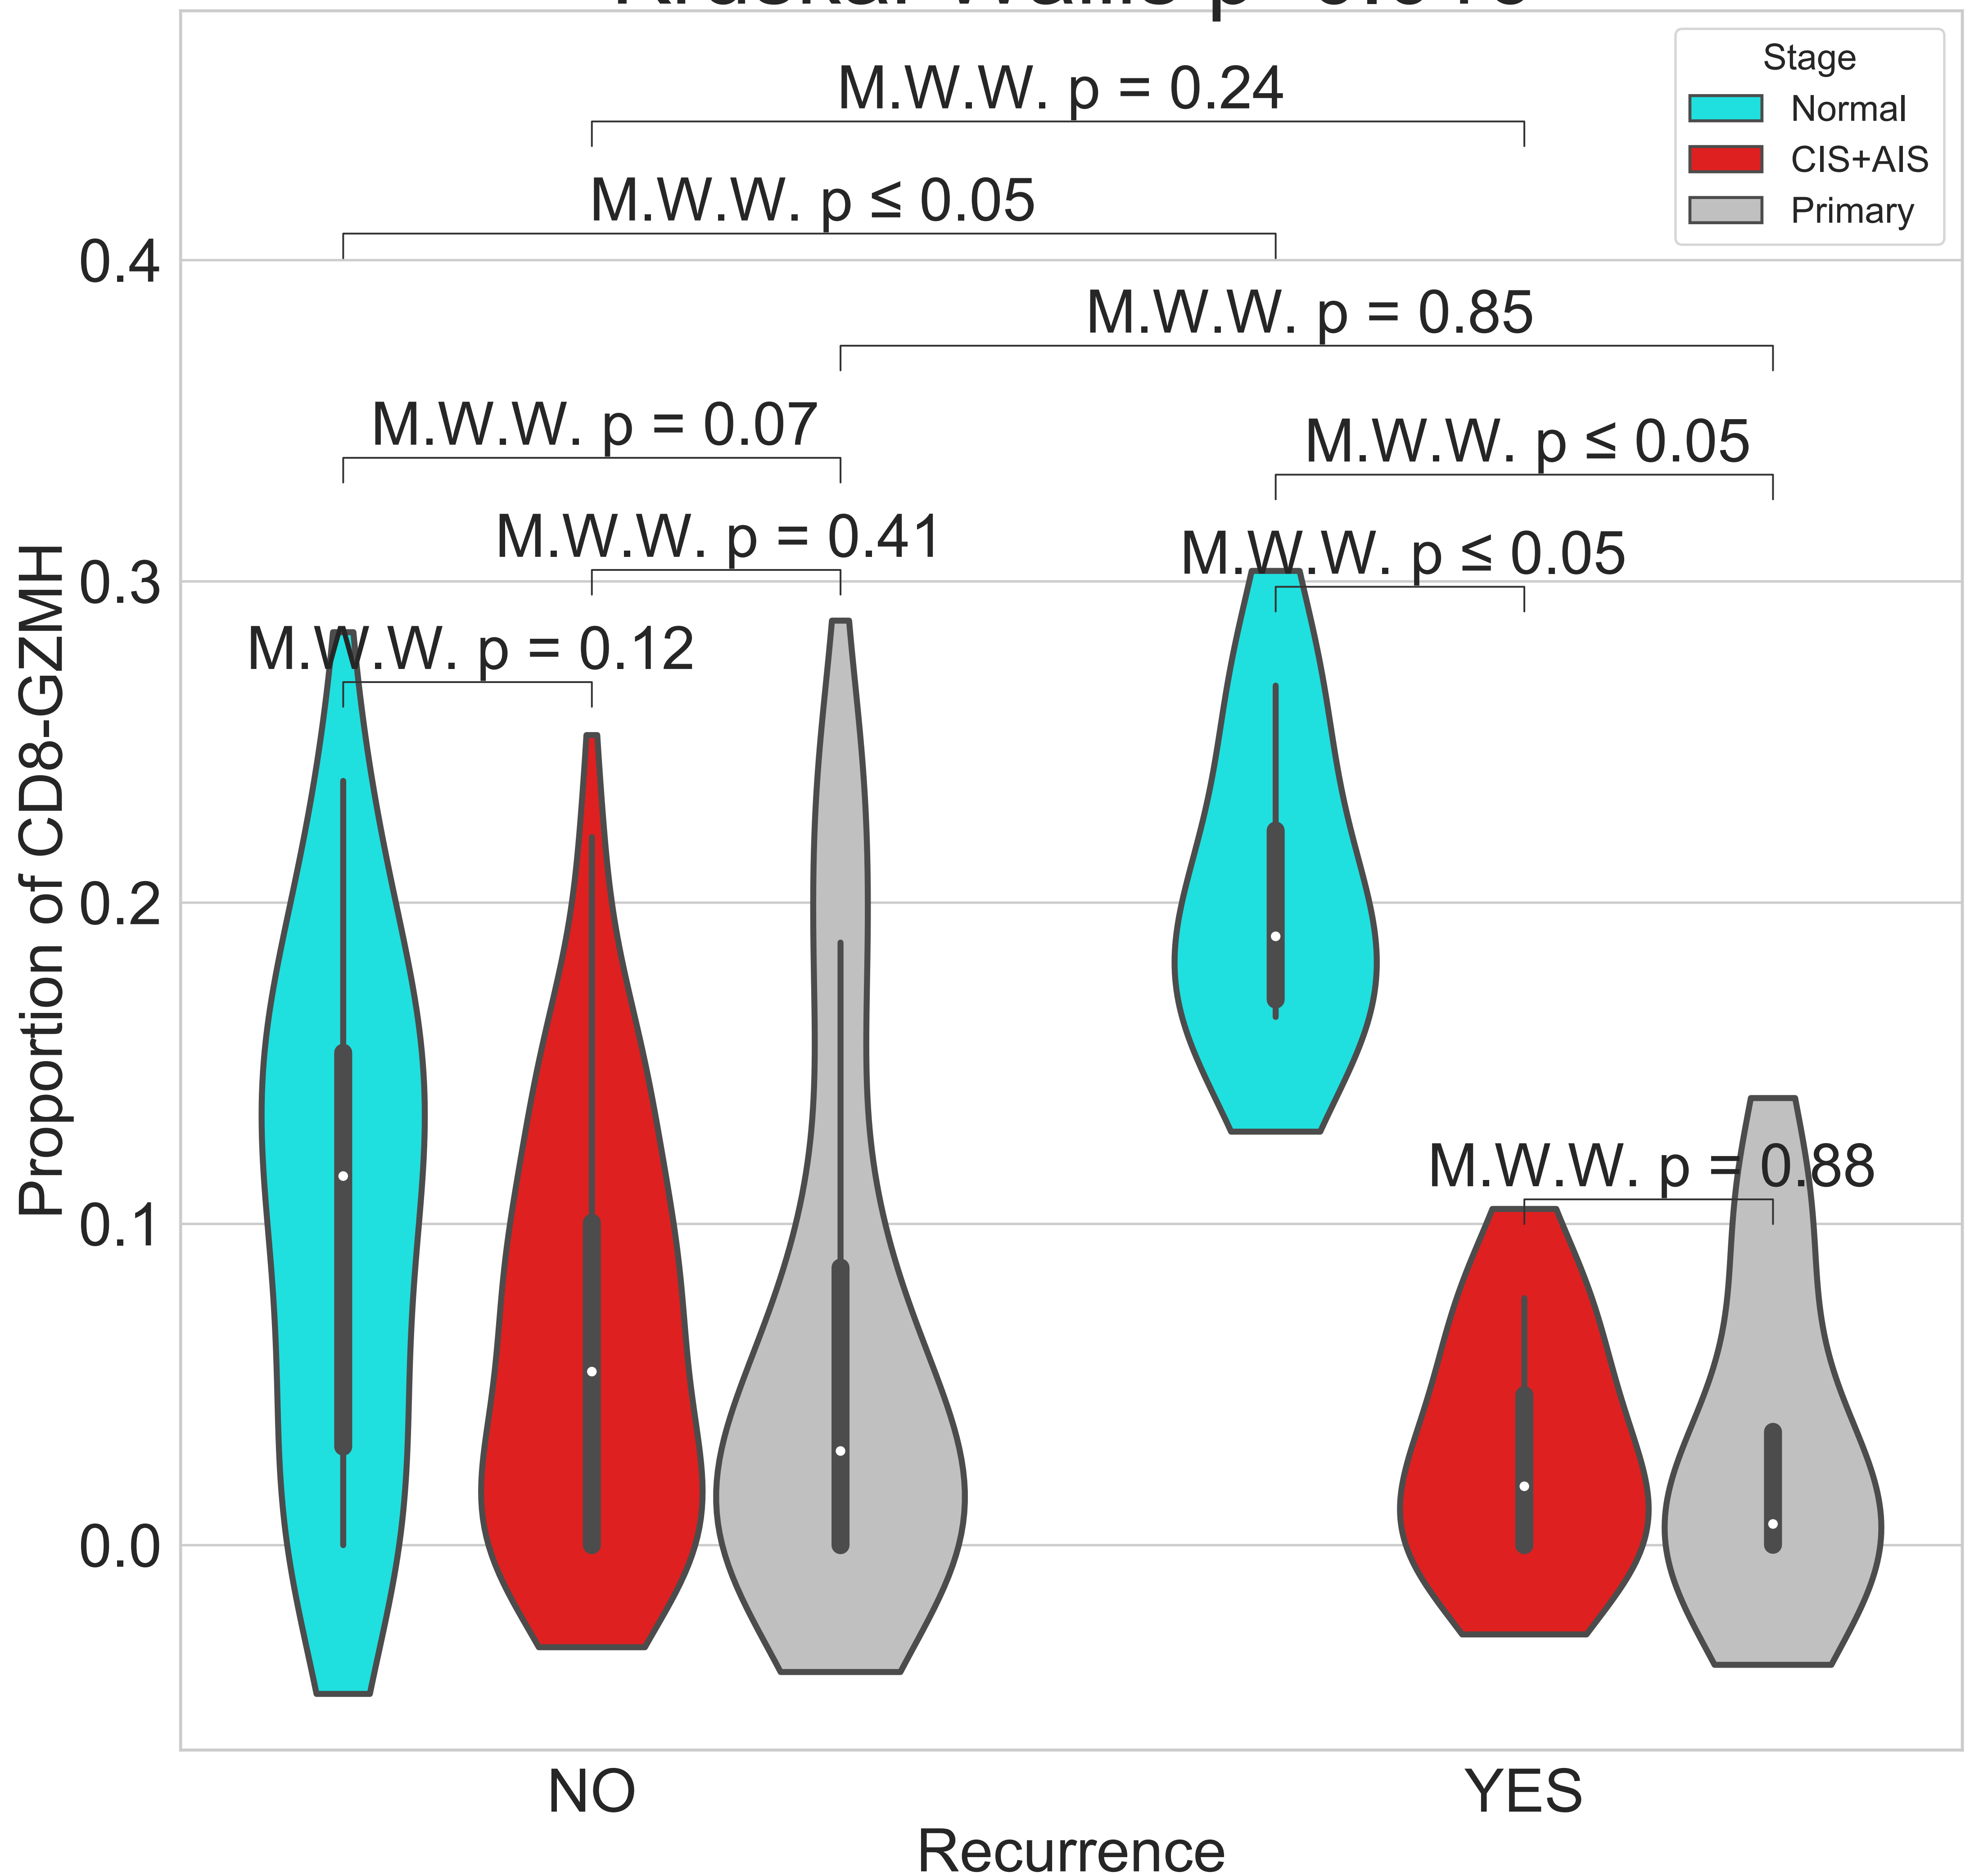 M.W.W. p = 0.24
Stage
Normal
CIS+AIS
Primary
M.W.W. p ≤ 0.05
M.W.W. p = 0.85
M.W.W. p = 0.07
M.W.W. p ≤ 0.05
M.W.W. p = 0.41
M.W.W. p ≤ 0.05
M.W.W. p = 0.12
M.W.W. p = 0.88
0.4
0.3
0.2
0.1
0.0
Proportion of CD8-GZMH
NO
YES
Recurrence